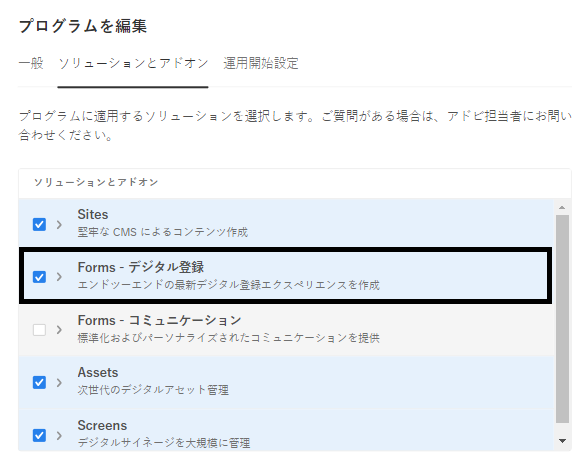 プログラムを編集
一般 ソリューションとアドオン 運用開始設定
プログラムに適用するソリューションを選択します。ご質問がある場合は、アドビ担当者にお問い
合わせください。
ソリューションとアドオン
Sites
堅牢な CMS によるコンテンツ作成
Forms - デジタル登録
エンドツーエンドの最新デジタル登録エクスペリエンスを作成
Forms - コミュニケーション
標準化およびパーソナライズされたコミュニケーションを提供
Assets
次世代のデジタルアセット管理
Screens
デジタルサイネージを大規模に管理